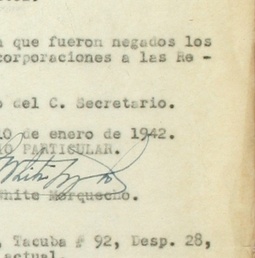 que fueron negados los
corporaciones a las Re -
del C. Secretario.
10 de enero de 1942.
IO PARTICULAR.
White Morquecho.
, Tacuba # 92, Desp. 28,
actual.